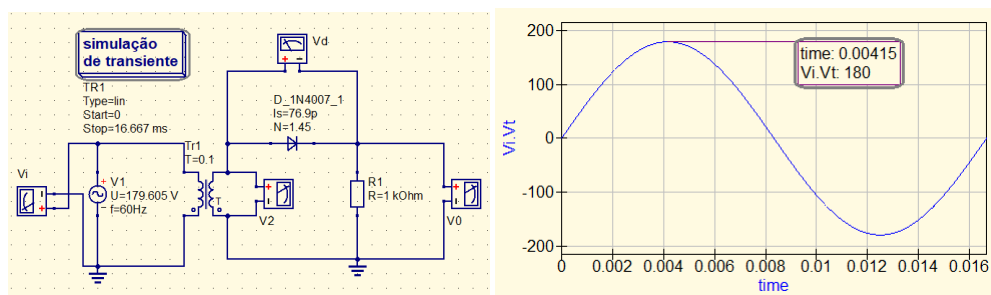 simulação
de transiente
TR1
Type=lin
Start=0
Stop=16.667 ms
Vd
+ −
D_1N4007_1
Is=76.9p
N=1.45
Tr1
T=0.1
Vi
+
V1
U=179.605 V
f=60Hz
+
−
T
+
V2
R1
R=1 kOhm
+
V0
200
100
0
-100
-200
Vi.Vt
time: 0.00415
Vi.Vt: 180
0 0.002 0.004 0.006 0.008 0.01 0.012 0.014 0.016
time